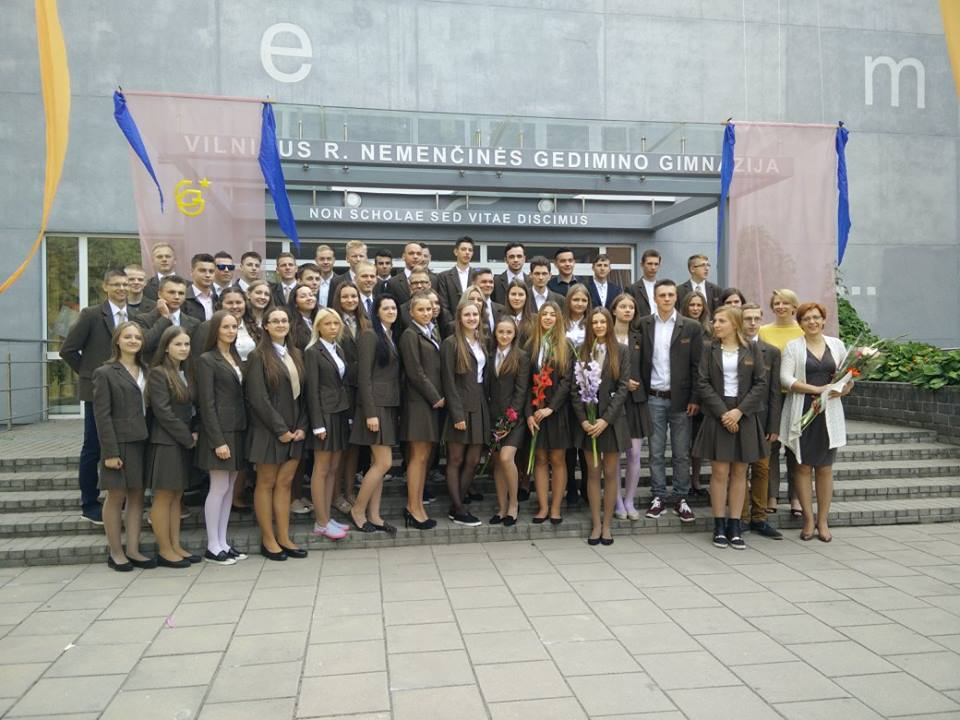 e m
VILNIAUS R. NEMENČINĖS GEDIMINO GIMNAZIJA
NON SCHOLAE SED VITAE DISCIMUS